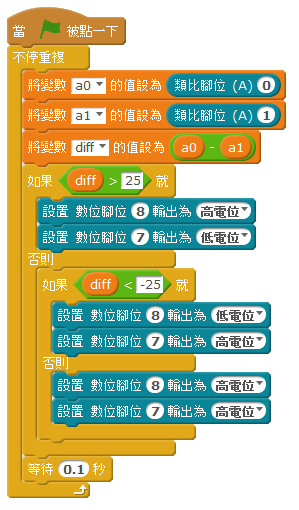 當 被點一下
不停重複
將變數 a0 的值設為 類比腳位 (A) 0
將變數 a1 的值設為 類比腳位 (A) 1
將變數 diff 的值設為 a0 - a1
如果 diff > 25 就
設置 數位腳位 8 輸出為 高電位
設置 數位腳位 7 輸出為 低電位
否則
如果 diff < -25 就
設置 數位腳位 8 輸出為 低電位
設置 數位腳位 7 輸出為 高電位
否則
設置 數位腳位 8 輸出為 高電位
設置 數位腳位 7 輸出為 高電位
等待 0.1 秒